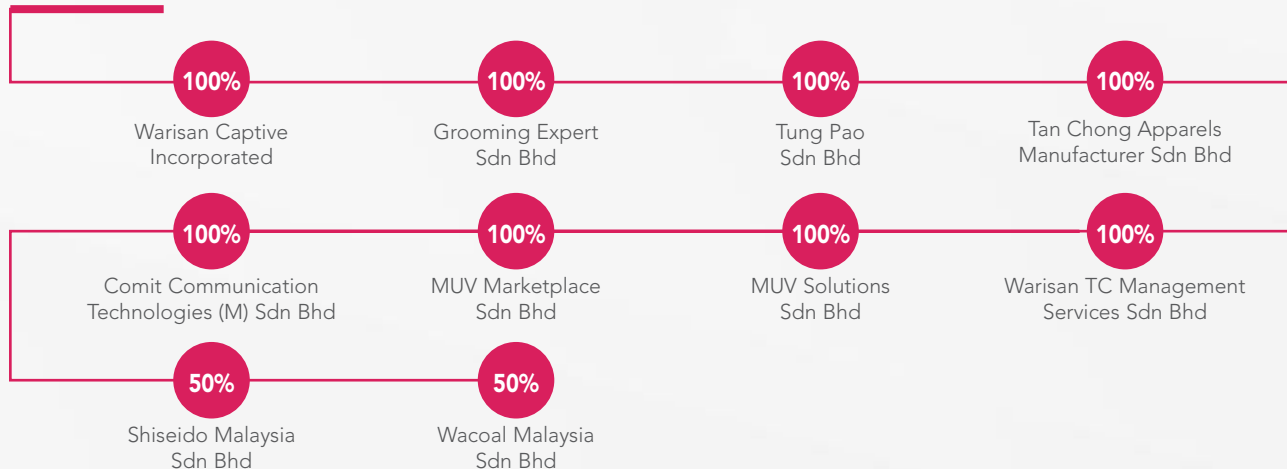 100%
Warisan Captive
Incorporated
100%
Grooming Expert
Sdn Bhd
100%
Tung Pao
Sdn Bhd
100%
Tan Chong Apparels
Manufacturer Sdn Bhd
100%
Comit Communication
Technologies (M) Sdn Bhd
100%
MUV Marketplace
Sdn Bhd
100%
MUV Solutions
Sdn Bhd
100%
Warisan TC Management
Services Sdn Bhd
50%
Shiseido Malaysia
Sdn Bhd
50%
Wacoal Malaysia
Sdn Bhd